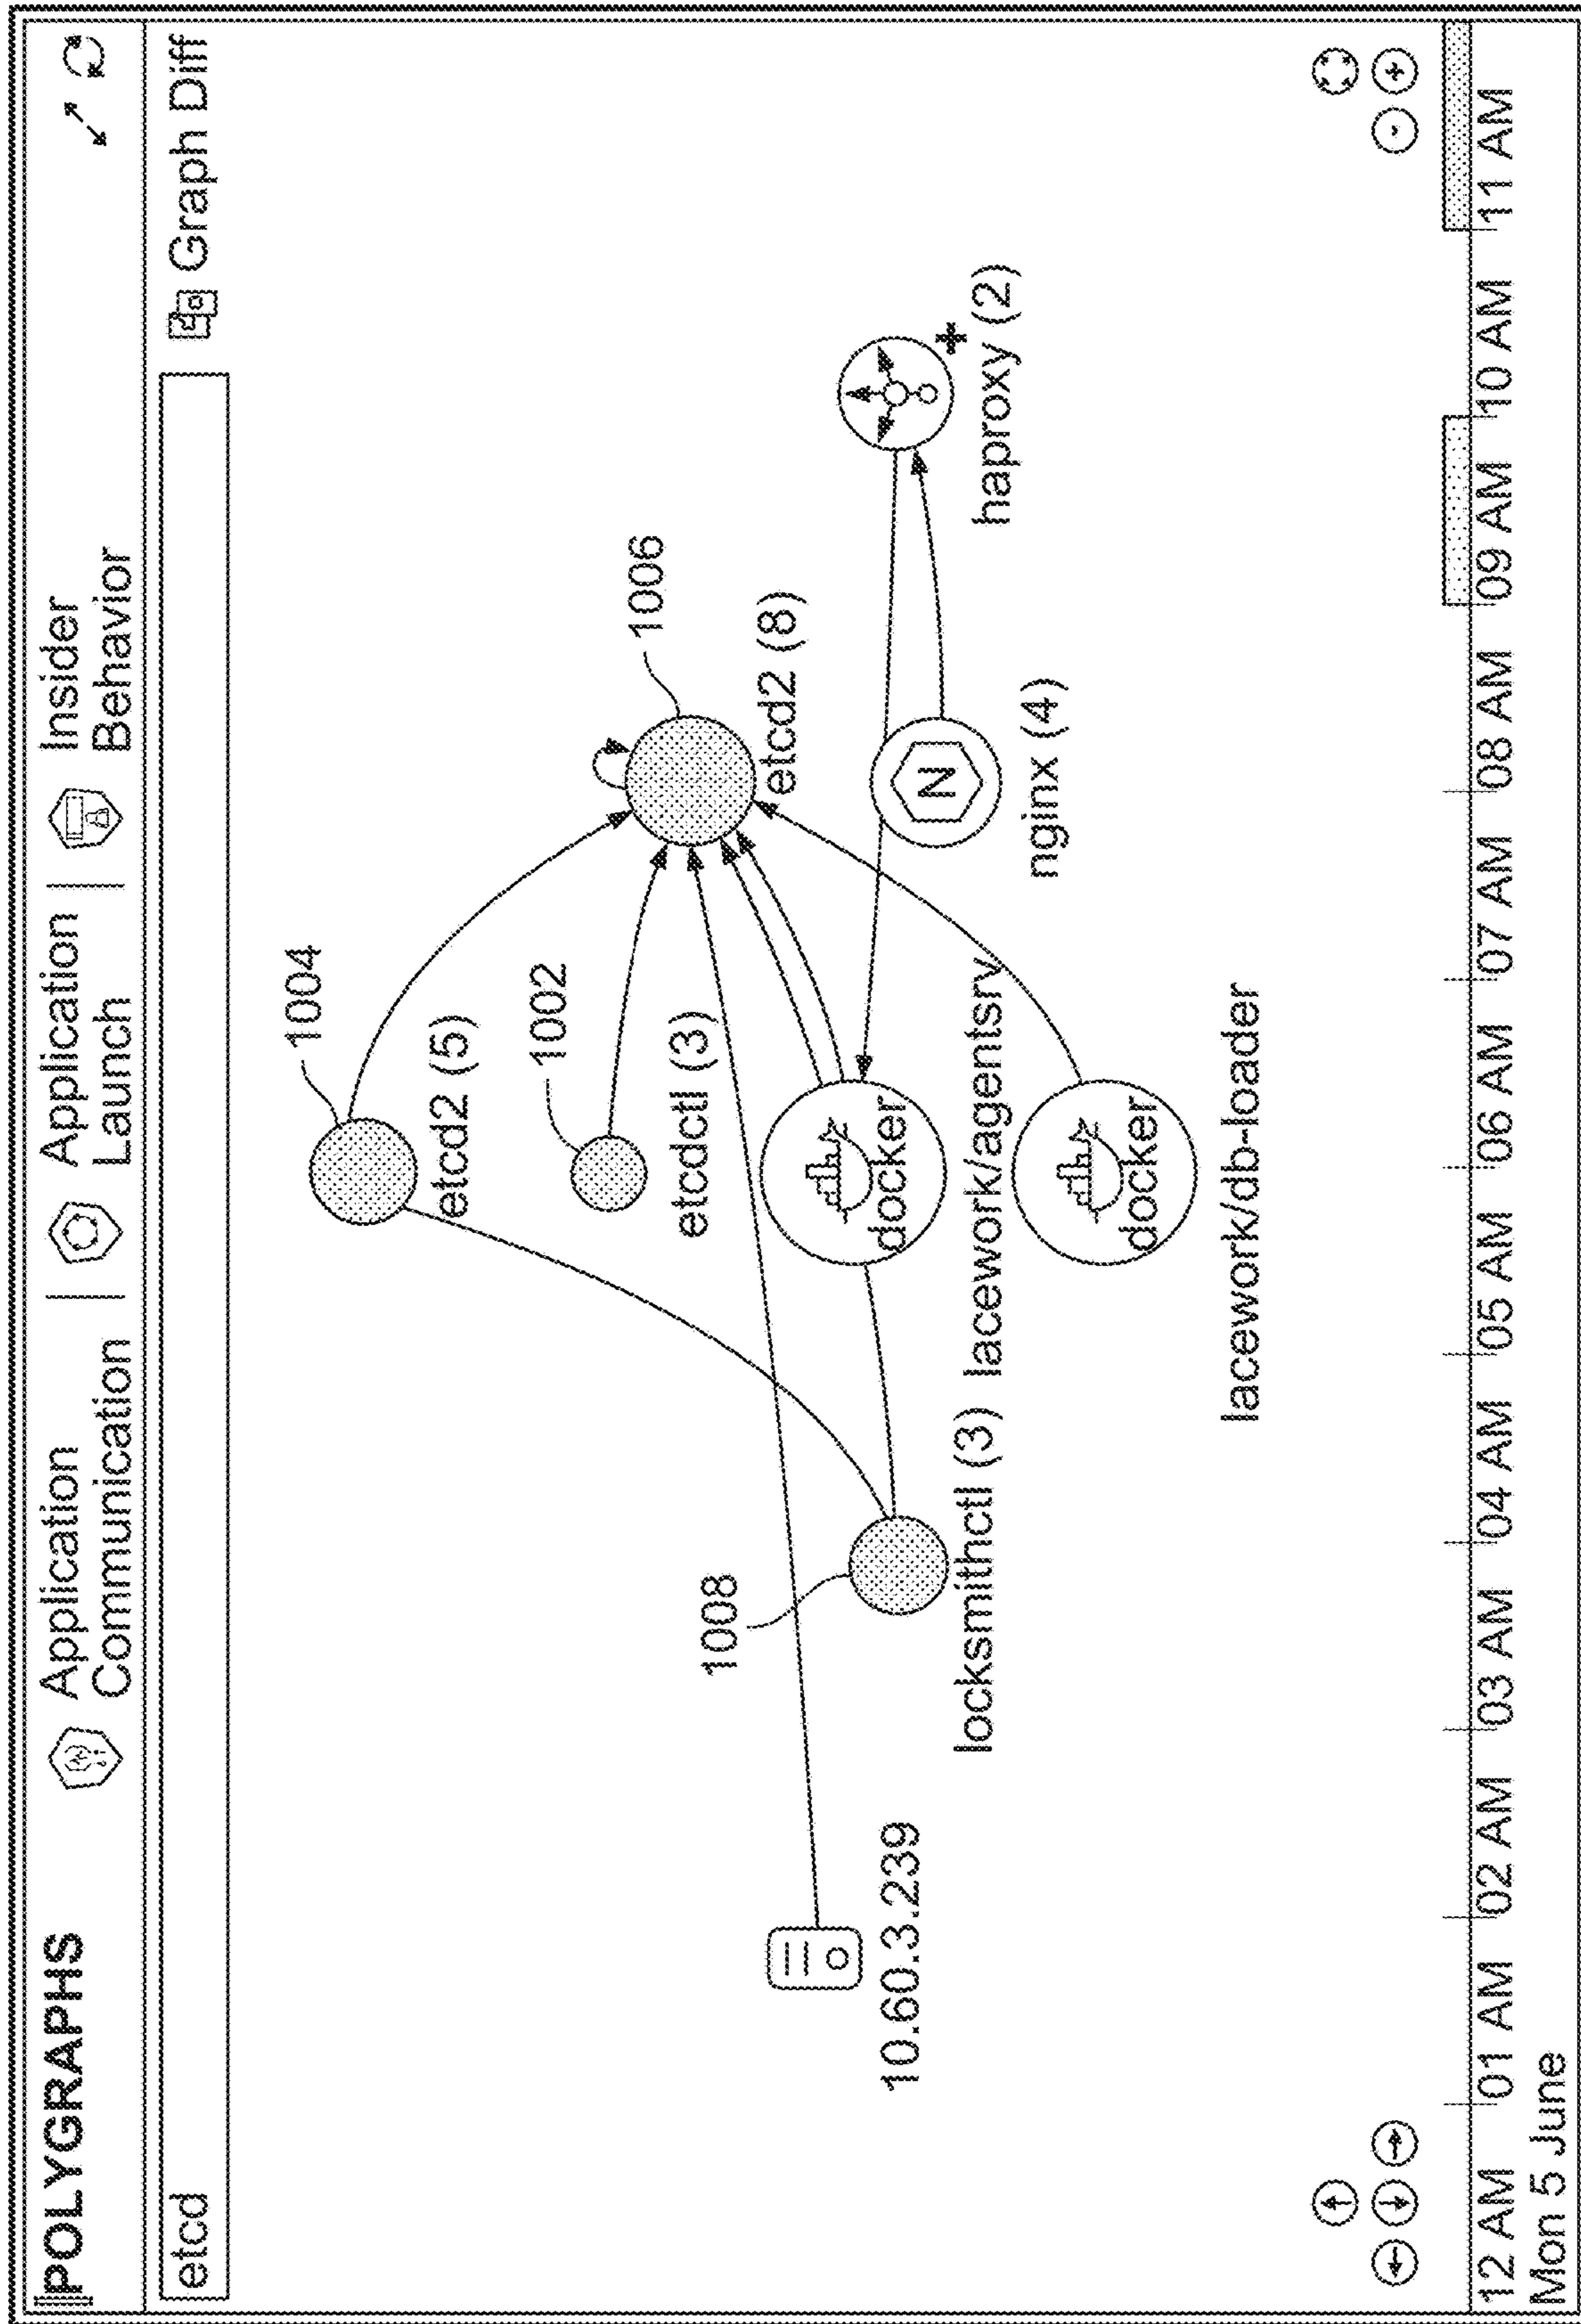 POLYGRAPHS
Application
Communication
Application
Launch
Insider
Behavior
etcd
Graph Diff
1004
etcd2 (5)
1002
etcdctl (3)
1006
etcd2 (8)
1008
locksmithctl (3)
10.60.3.239
docker
lacework/agentsrv
docker
lacework/db-loader
N
nginx (4)
haproxy (2)
12 AM 01 AM 02 AM 03 AM 04 AM 05 AM 06 AM 07 AM 08 AM 09 AM 10 AM 11 AM
Mon 5 June